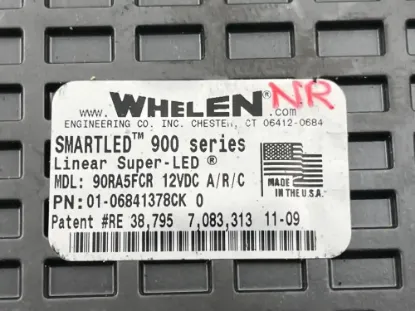 www.WHELEN®.com NR
ENGINEERING CO. INC. CHESTER, CT 06412-0684
SMARTLED™ 900 series
Linear Super-LED®
MDL: 90RA5FCR 12VDC A/R/C
MADE IN THE U.S.A.
PN: 01-06841378CK 0
Patent #RE 38,795 7,083,313 11-09